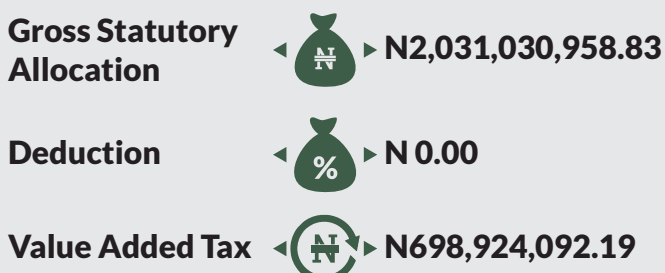 Gross Statutory
Allocation
₦
N2,031,030,958.83
Deduction
%
N 0.00
Value Added Tax
₦
N698,924,092.19